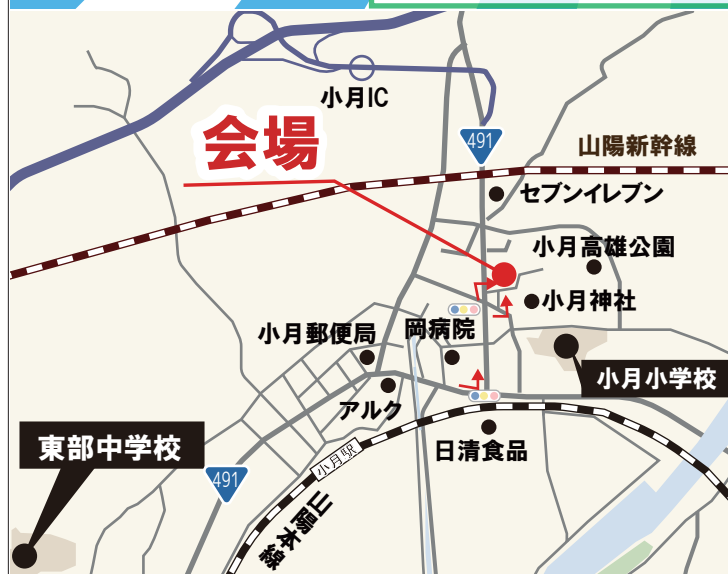 小月IC
会場
491
山陽新幹線
セブンイレブン
小月高雄公園
小月神社
小月郵便局
岡病院
小月小学校
アルク
東部中学校
日清食品
小月駅
491
山陽本線